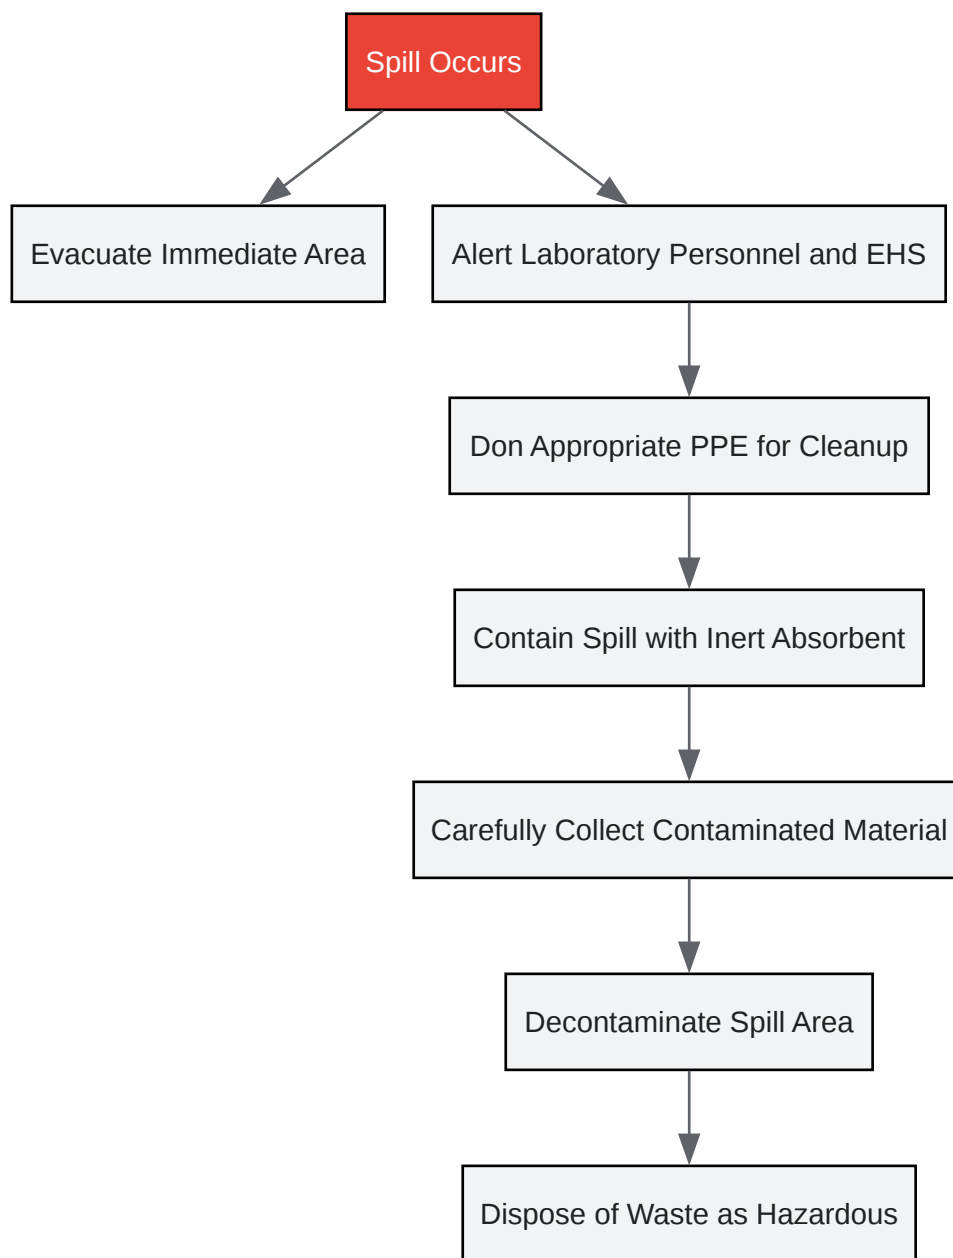 Spill Occurs
Evacuate Immediate Area
Alert Laboratory Personnel and EHS
Don Appropriate PPE for Cleanup
Contain Spill with Inert Absorbent
Carefully Collect Contaminated Material
Decontaminate Spill Area
Dispose of Waste as Hazardous